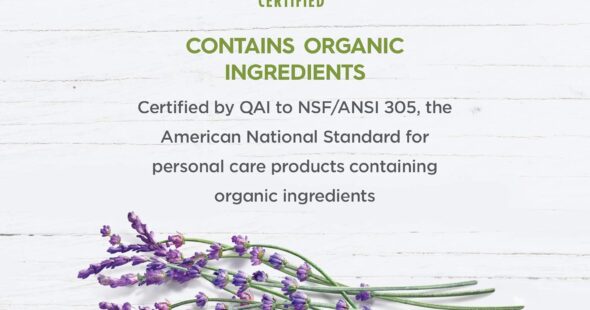 CERTIFIED
CONTAINS ORGANIC
INGREDIENTS
Certified by QAI to NSF/ANSI 305, the
American National Standard for
personal care products containing
organic ingredients